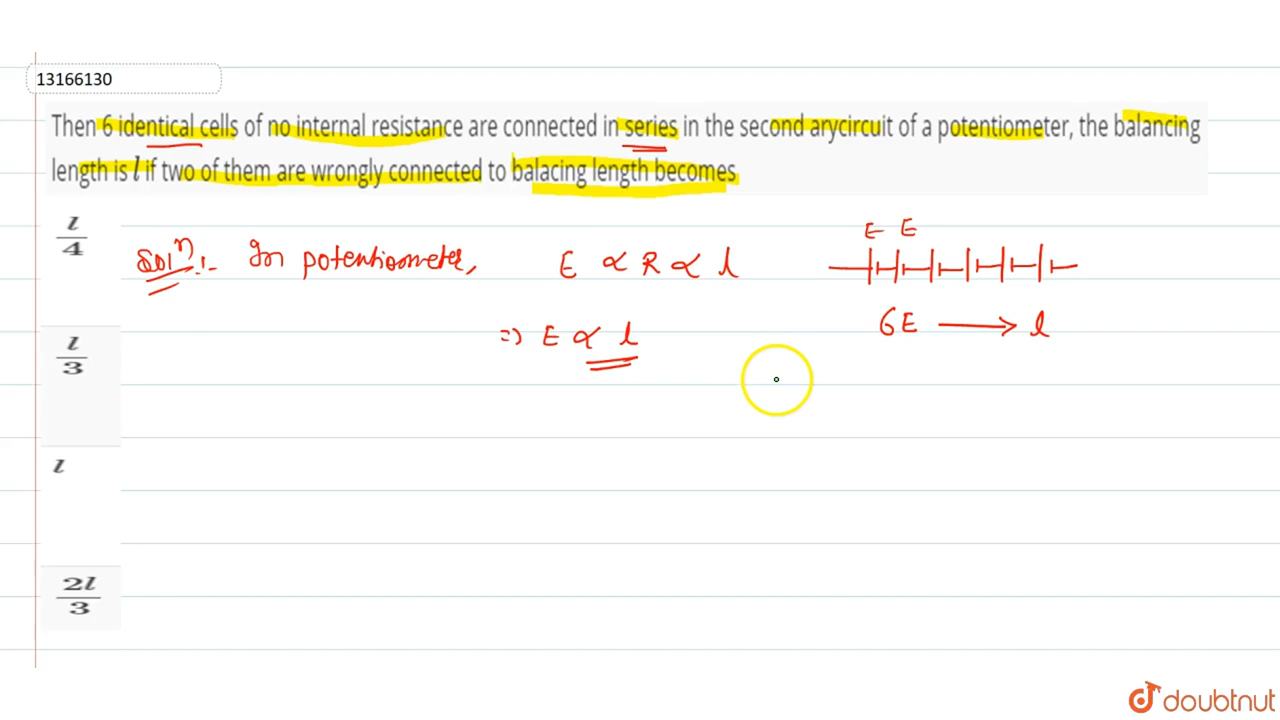 13166130
Then 6 identical cells of no internal resistance are connected in series in the second arycircuit of a potentiometer, the balancing
length is l if two of them are wrongly connected to balacing length becomes
l/4
Solⁿ:- In potentiometer, E ∝ R ∝ l
E E
⇒ E ∝ l
6E → l
l/3
l
2l/3
doubtnut